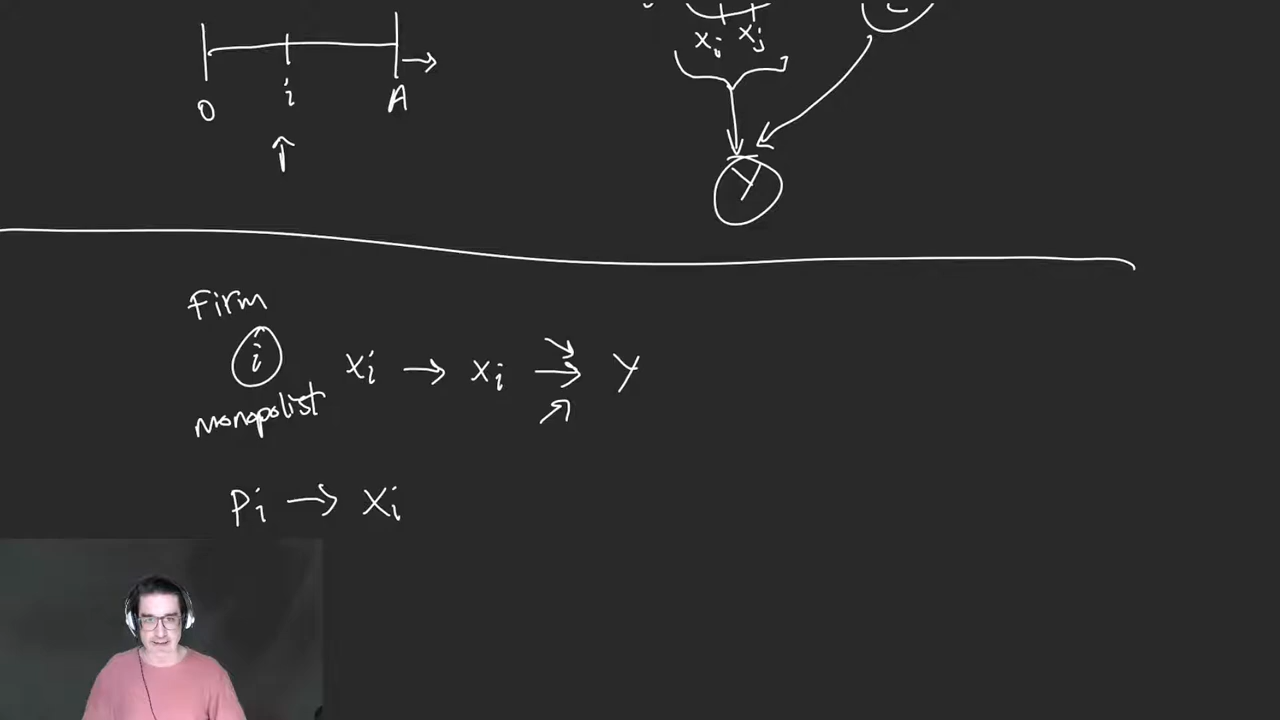 xi xj
0 i A
Y
Firm
i xi → xi → Y
monopolist
Pi → Xi